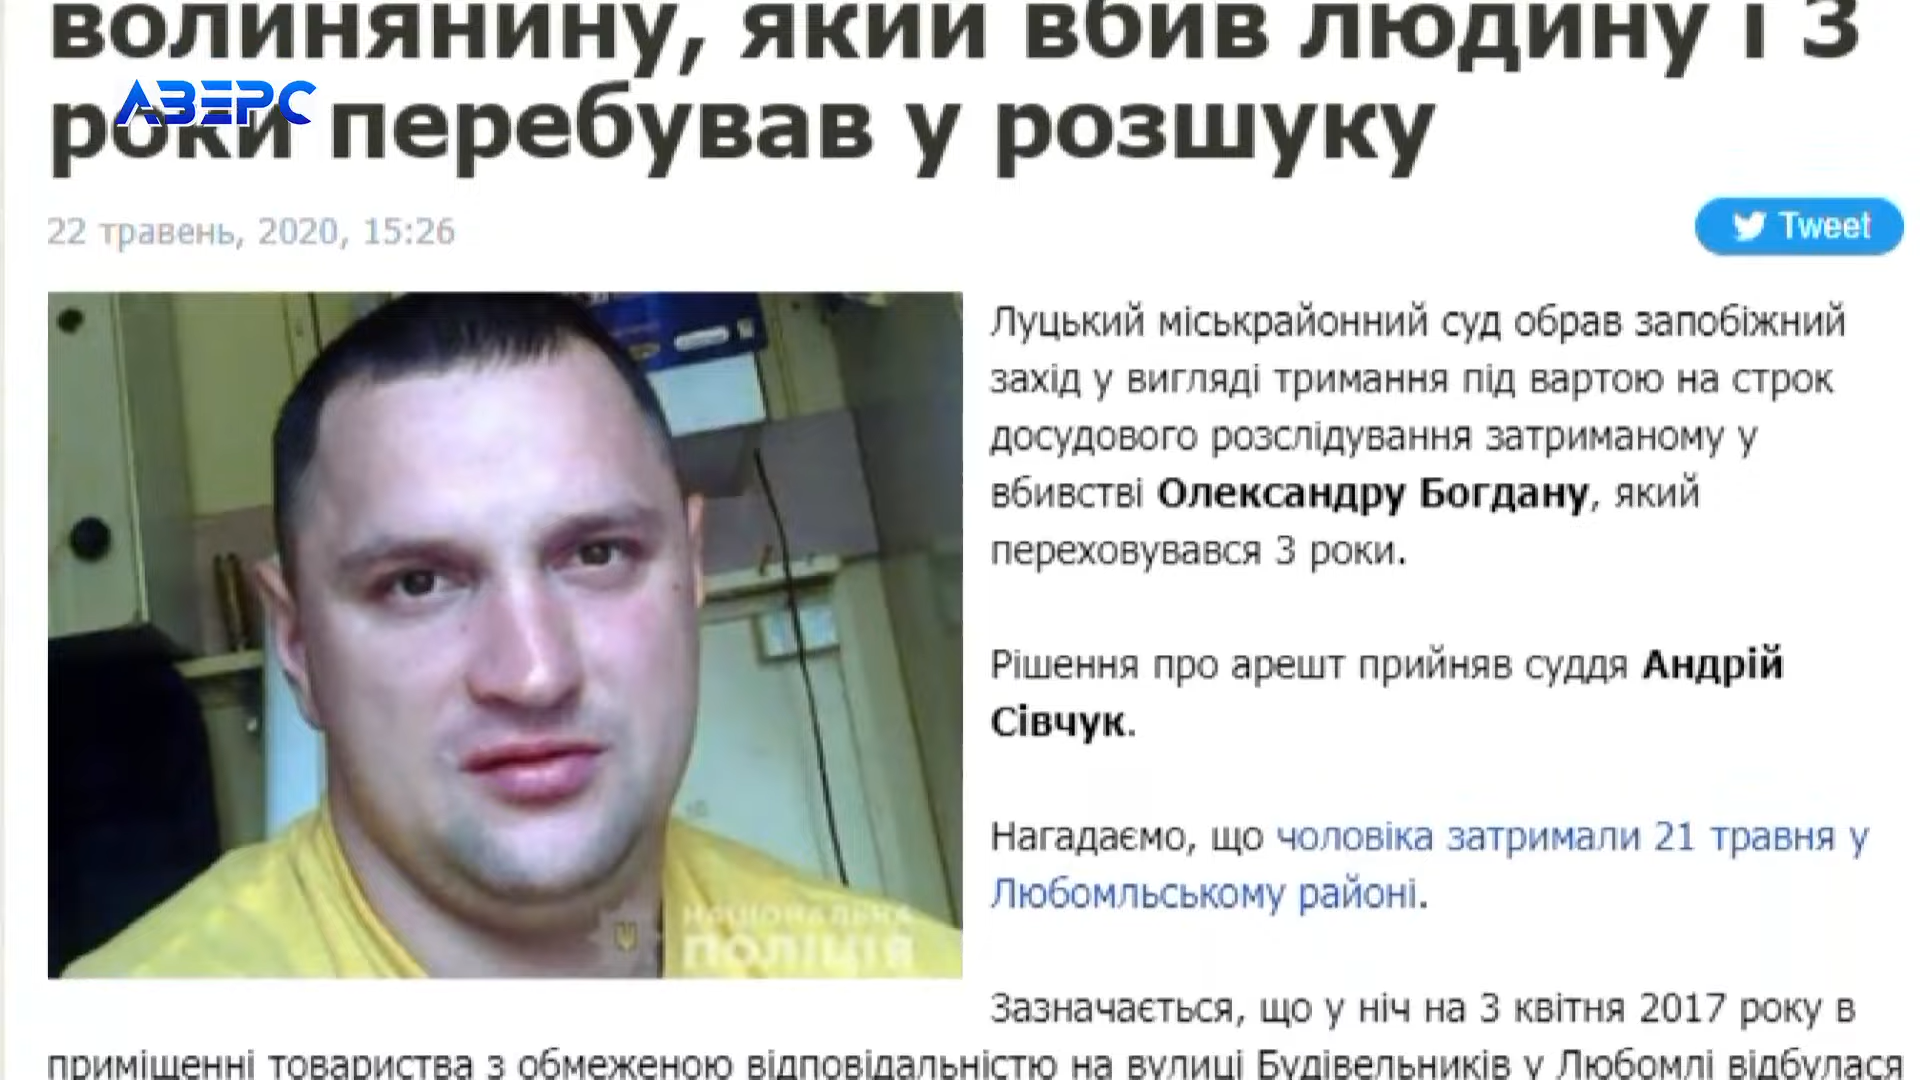 волинянину, який вбив людину і 3
роки перебував у розшуку
АВЕРС
22 травень, 2020, 15:26
Tweet
Луцький міськрайонний суд обрав запобіжний
захід у вигляді тримання під вартою на строк
досудового розслідування затриманому у
вбивстві Олександру Богдану, який
переховувався 3 роки.
Рішення про арешт прийняв суддя Андрій
Сівчук.
Нагадаємо, що чоловіка затримали 21 травня у
Любомльському районі.
НАЦІОНАЛЬНА
ПОЛІЦІЯ
Зазначається, що у ніч на 3 квітня 2017 року в
приміщенні товариства з обмеженою відповідальністю на вулиці Будівельників у Любомлі відбулася